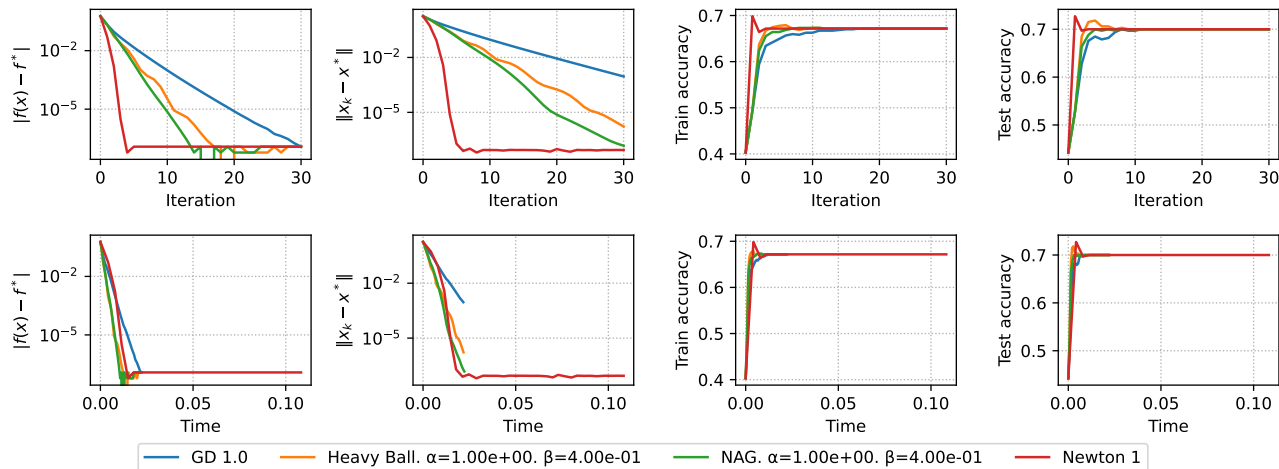 |f(x) − f*|
10⁻²
10⁻⁵
0 10 20 30
Iteration
‖xₖ − x*‖
10⁻²
10⁻⁵
0 10 20 30
Iteration
Train accuracy
0.7
0.6
0.5
0.4
0 10 20 30
Iteration
Test accuracy
0.7
0.6
0.5
0 10 20 30
Iteration
|f(x) − f*|
10⁻²
10⁻⁵
0.00 0.05 0.10
Time
‖xₖ − x*‖
10⁻²
10⁻⁵
0.00 0.05 0.10
Time
Train accuracy
0.7
0.6
0.5
0.4
0.00 0.05 0.10
Time
Test accuracy
0.7
0.6
0.5
0.00 0.05 0.10
Time
GD 1.0 Heavy Ball. α=1.00e+00. β=4.00e-01 NAG. α=1.00e+00. β=4.00e-01 Newton 1